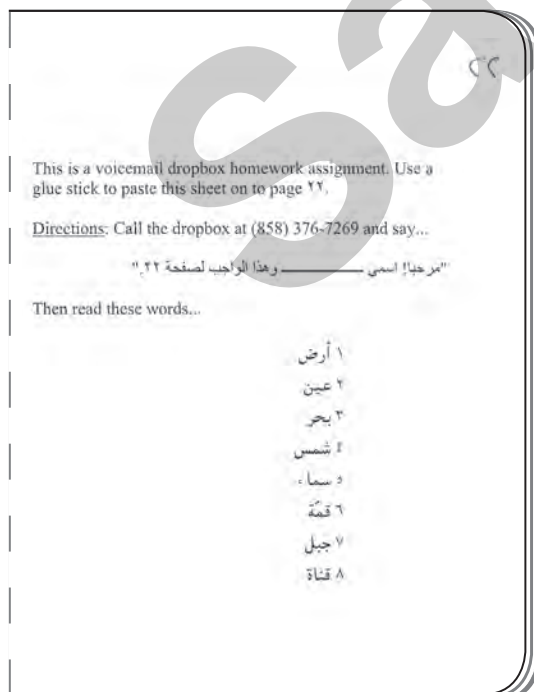 ٢٢
This is a voicemail dropbox homework assignment. Use a
glue stick to paste this sheet on to page ٢٢.
Directions: Call the dropbox at (858) 376-7269 and say...
"مرحبا! اسمي ____________ وهذا الواجب لصفحة ٢٢."
Then read these words...
١ أرض
٢ عين
٣ بحر
٤ شمس
٥ سماء
٦ قمّة
٧ جبل
٨ قناة
Sa